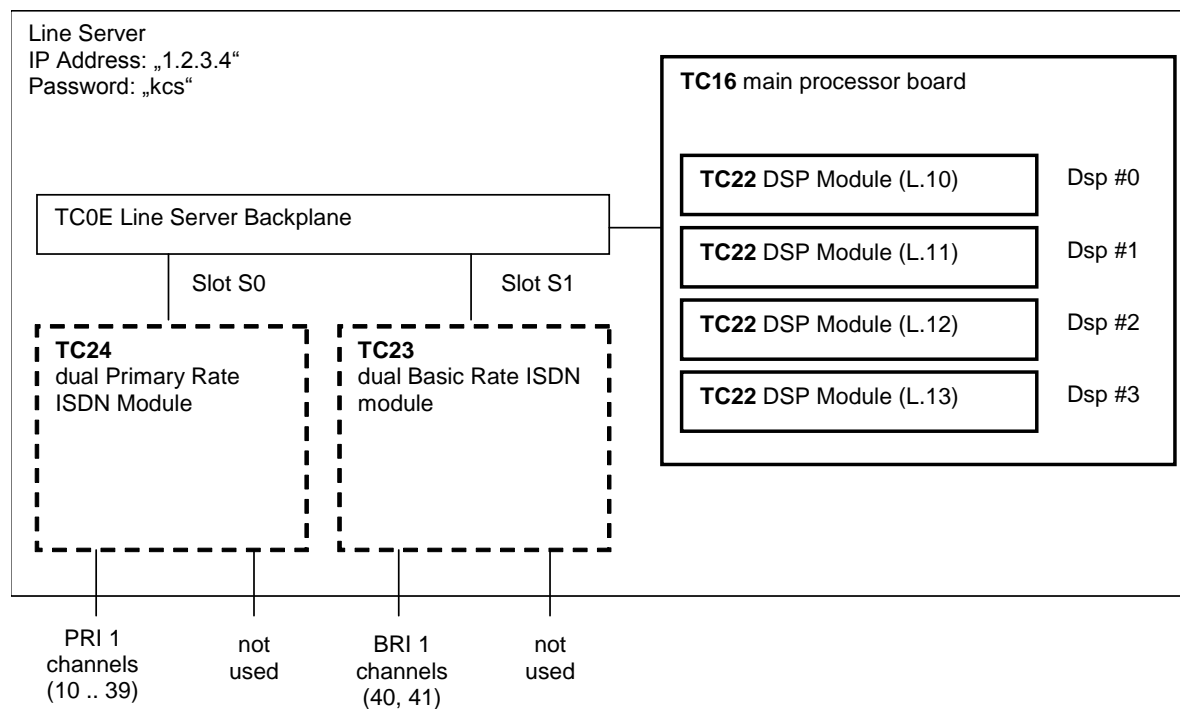 Line Server
IP Address: „1.2.3.4“
Password: „kcs“
TC16 main processor board
TC22 DSP Module (L.10)
Dsp #0
TC22 DSP Module (L.11)
Dsp #1
TC22 DSP Module (L.12)
Dsp #2
TC22 DSP Module (L.13)
Dsp #3
TC0E Line Server Backplane
Slot S0
Slot S1
TC24
dual Primary Rate
ISDN Module
TC23
dual Basic Rate ISDN
module
PRI 1
channels
(10 .. 39)
not
used
BRI 1
channels
(40, 41)
not
used